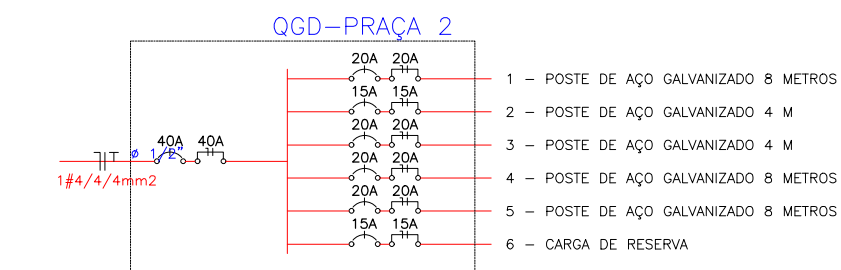 QGD-PRAÇA 2
20A 20A
1 - POSTE DE AÇO GALVANIZADO 8 METROS
15A 15A
2 - POSTE DE AÇO GALVANIZADO 4 M
20A 20A
3 - POSTE DE AÇO GALVANIZADO 4 M
40A 40A
ø 1/2"
1#4/4/4mm2
20A 20A
4 - POSTE DE AÇO GALVANIZADO 8 METROS
20A 20A
5 - POSTE DE AÇO GALVANIZADO 8 METROS
15A 15A
6 - CARGA DE RESERVA